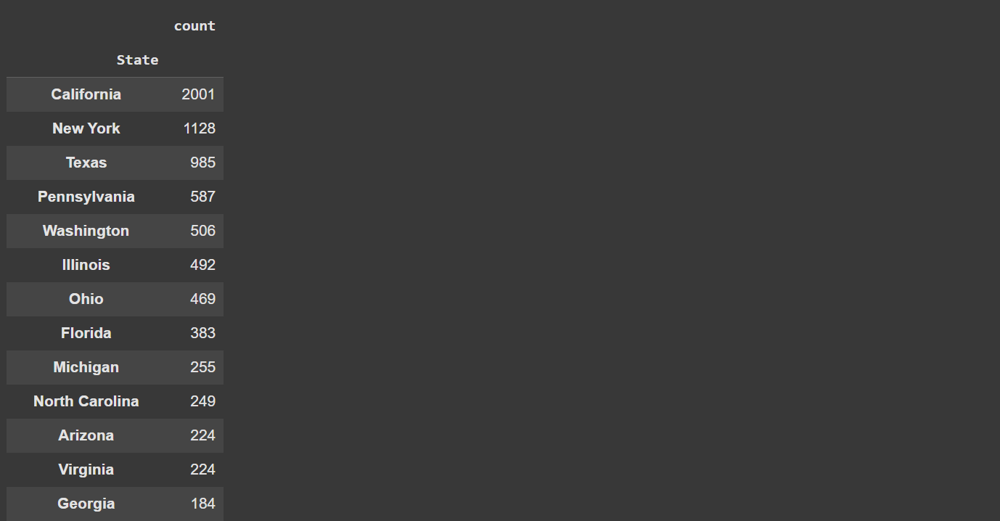 count
State
California 2001
New York 1128
Texas 985
Pennsylvania 587
Washington 506
Illinois 492
Ohio 469
Florida 383
Michigan 255
North Carolina 249
Arizona 224
Virginia 224
Georgia 184